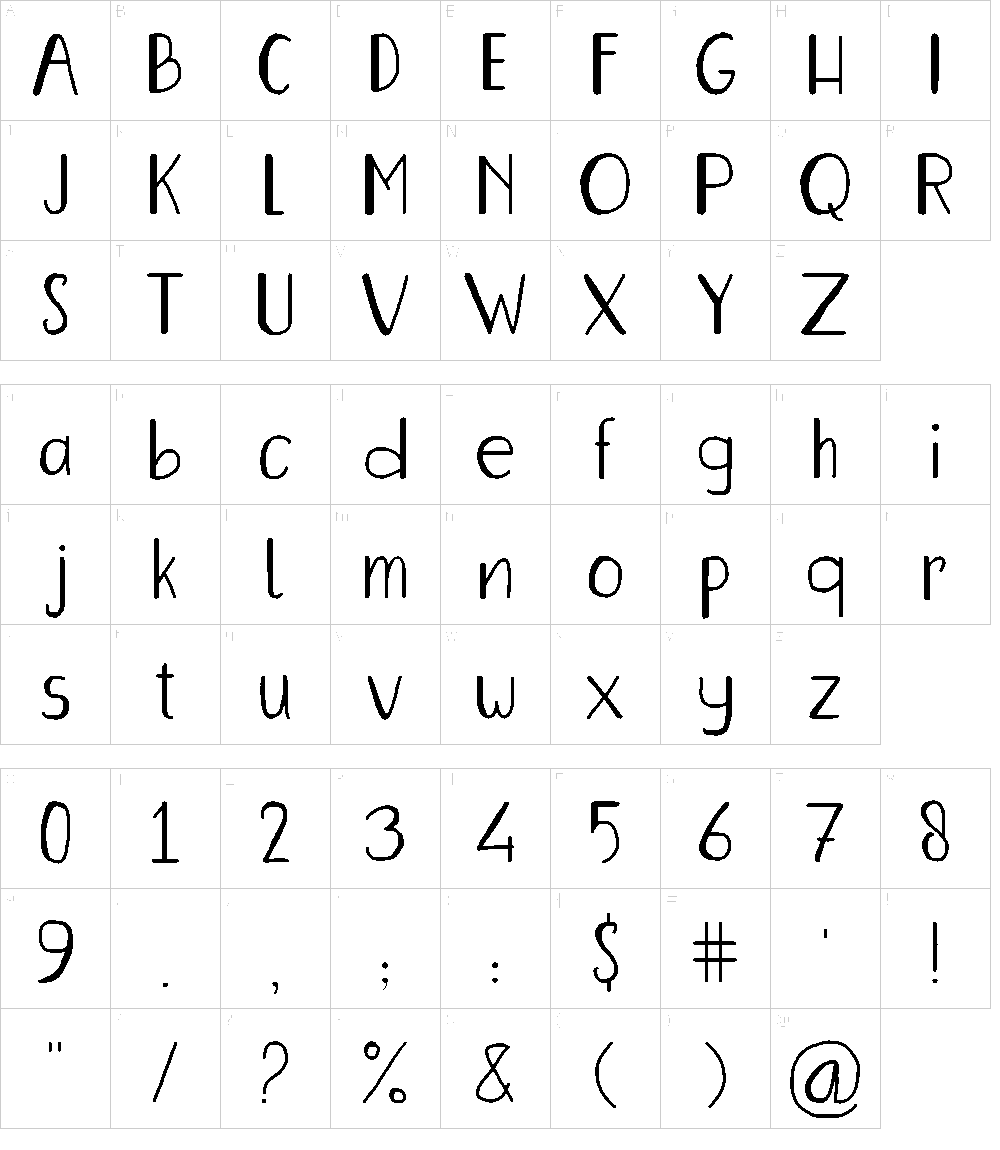 A B C D E F G H I
J K L M N O P Q R
S T U V W X Y Z
a b c d e f g h i
j k l m n o p q r
s t u v w x y z
0 1 2 3 4 5 6 7 8
9 . , ; : $ # ' !
" / ? % & ( ) @